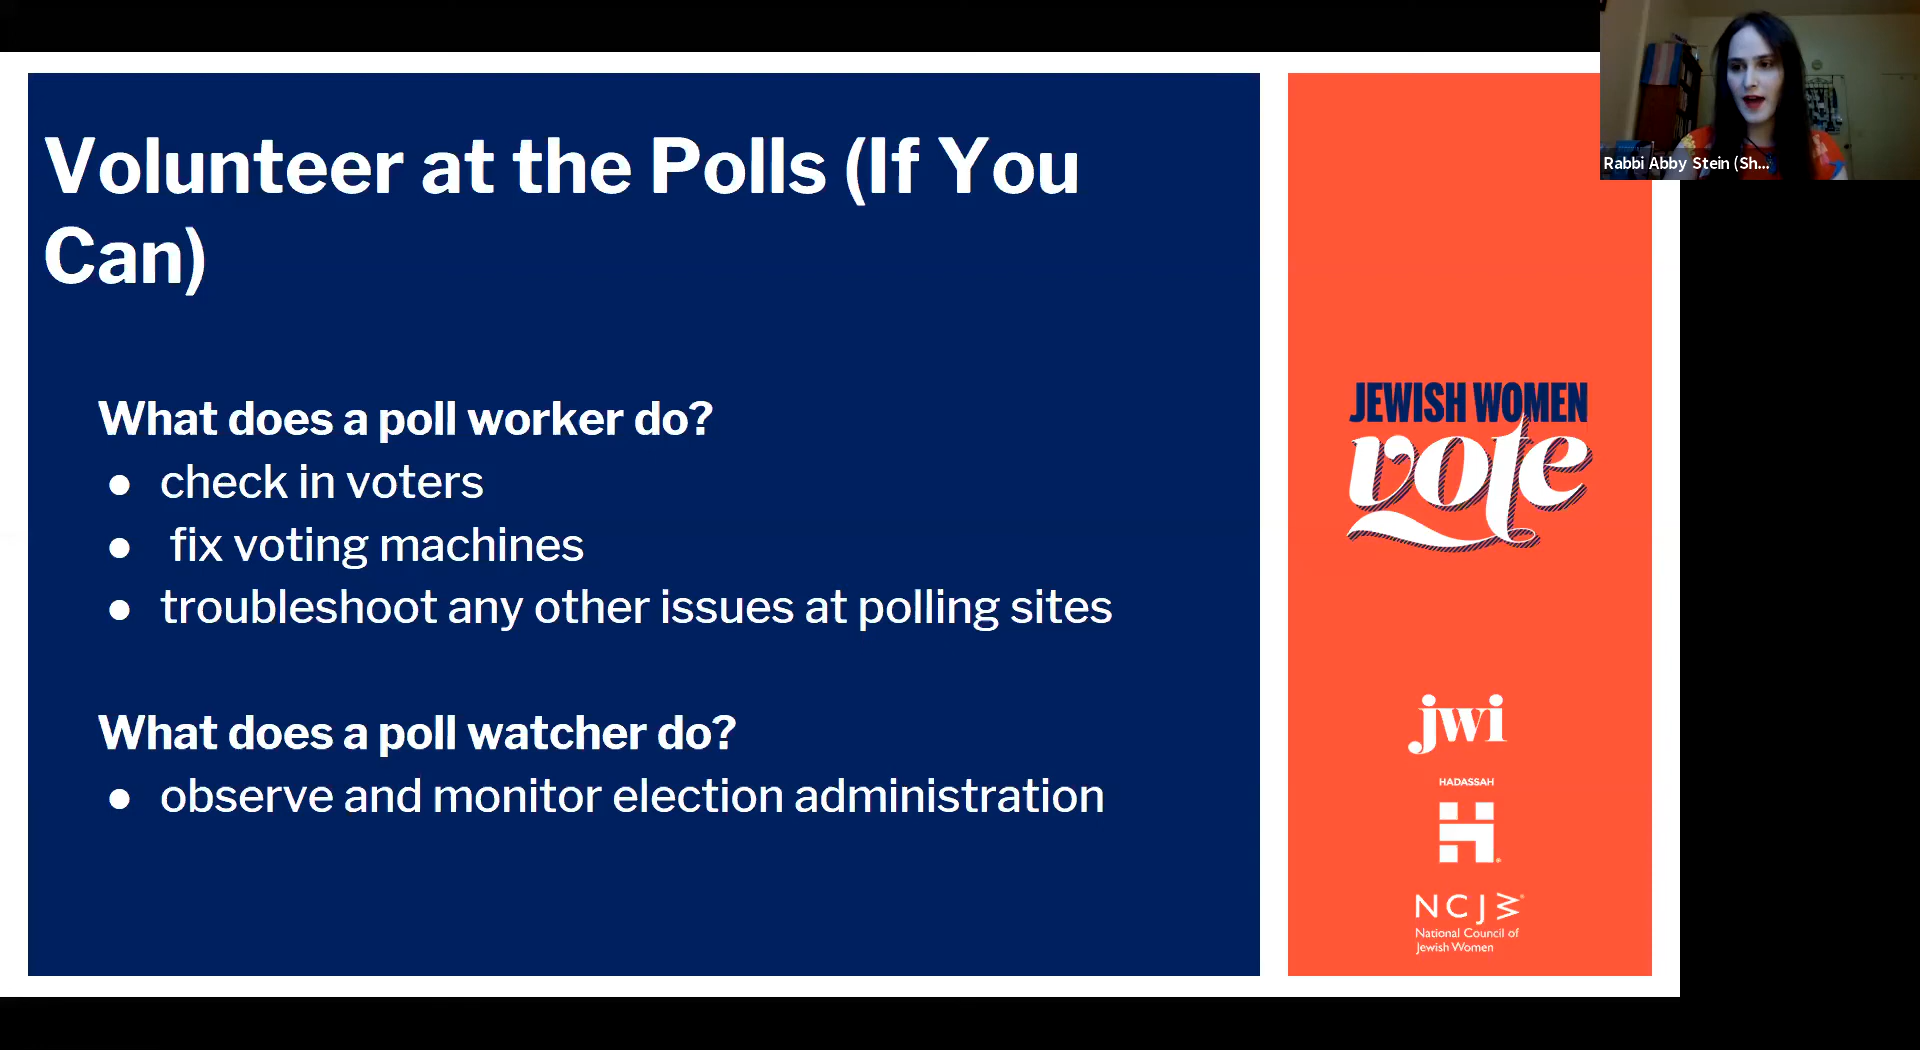 Volunteer at the Polls (If You
Can)
What does a poll worker do?
● check in voters
● fix voting machines
● troubleshoot any other issues at polling sites
What does a poll watcher do?
● observe and monitor election administration
JEWISH WOMEN
vote
jwi
HADASSAH
H
NCJW
National Council of
Jewish Women
Rabbi Abby Stein (Sh...